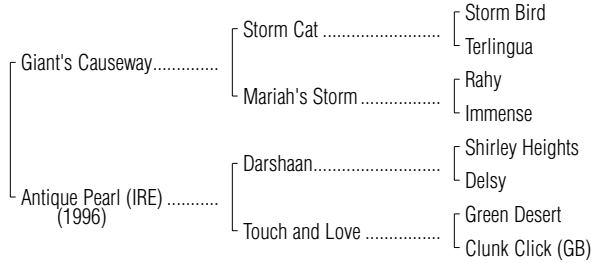 Storm Bird
Storm Cat ........................
Terlingua
Giant's Causeway..............
Rahy
Mariah's Storm .................
Immense
Shirley Heights
Darshaan..........................
Delsy
Antique Pearl (IRE) ...........
(1996)
Green Desert
Touch and Love ................
Clunk Click (GB)